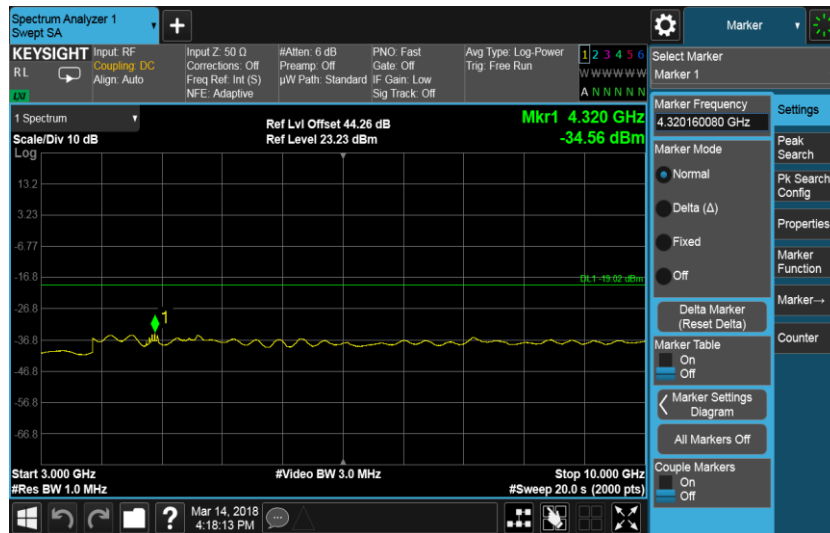 Spectrum Analyzer 1
Swept SA
+
Marker
KEYSIGHT
RL
LXI
Input: RF
Coupling: DC
Align: Auto
Input Z: 50 Ω
Corrections: Off
Freq Ref: Int (S)
NFE: Adaptive
#Atten: 6 dB
Preamp: Off
µW Path: Standard
PNO: Fast
Gate: Off
IF Gain: Low
Sig Track: Off
Avg Type: Log-Power
Trig: Free Run
1 2 3 4 5 6
W W W W W W
A N N N N N
1 Spectrum
Scale/Div 10 dB
Log
Ref Lvl Offset 44.26 dB
Ref Level 23.23 dBm
Mkr1 4.320 GHz
-34.56 dBm
13.2
3.23
-6.77
-16.8
-26.8
-36.8
-46.8
-56.8
-66.8
DL1 -19.02 dBm
1
Start 3.000 GHz
#Res BW 1.0 MHz
#Video BW 3.0 MHz
Stop 10.000 GHz
#Sweep 20.0 s (2000 pts)
?
Mar 14, 2018
4:18:13 PM
Select Marker
Marker 1
Marker Frequency
4.320160080 GHz
Marker Mode
Normal
Delta (Δ)
Fixed
Off
Delta Marker
(Reset Delta)
Marker Table
On
Off
Marker Settings
Diagram
All Markers Off
Couple Markers
On
Off
Settings
Peak
Search
Pk Search
Config
Properties
Marker
Function
Marker→
Counter